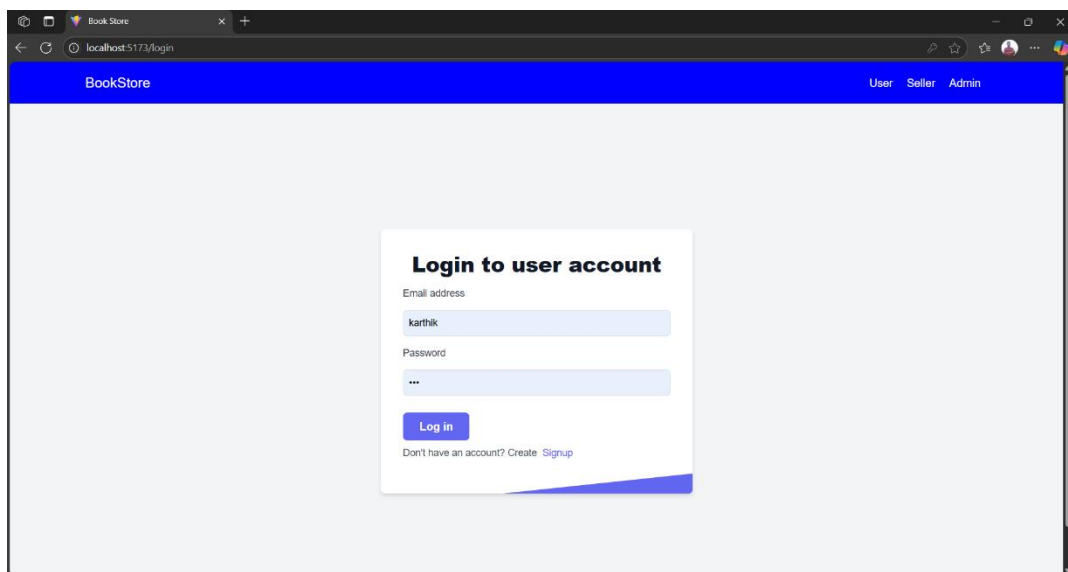 Book Store
localhost:5173/login
BookStore
User Seller Admin
Login to user account
Email address
karthik
Password
•••
Log in
Don't have an account? Create Signup